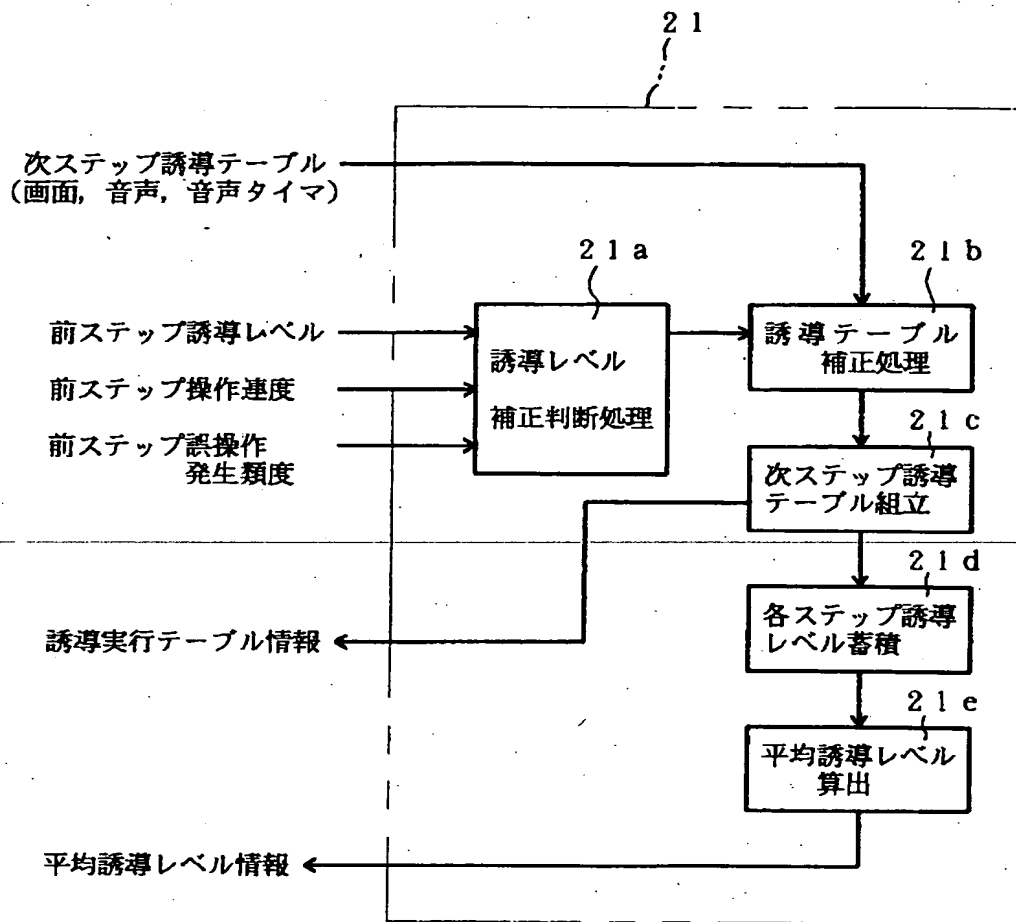 21
次ステップ誘導テーブル
(画面, 音声, 音声タイマ)
21a
21b
前ステップ誘導レベル
前ステップ操作連度
前ステップ誤操作
発生類度
誘導レベル
補正判断処理
誘導テーブル
補正処理
21c
次ステップ誘導
テーブル組立
21d
誘導実行テーブル情報
各ステップ誘導
レベル蓄積
21e
平均誘導レベル
算出
平均誘導レベル情報